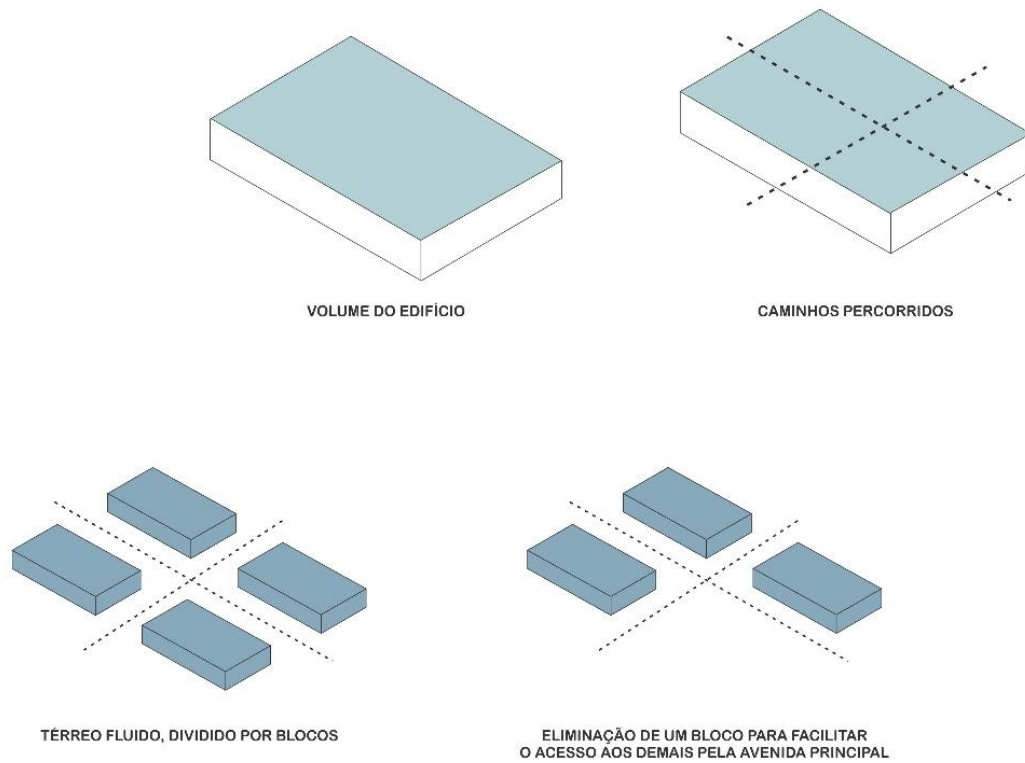 VOLUME DO EDIFÍCIO
CAMINHOS PERCORRIDOS
TÉRREO FLUIDO, DIVIDIDO POR BLOCOS
ELIMINAÇÃO DE UM BLOCO PARA FACILITAR
O ACESSO AOS DEMAIS PELA AVENIDA PRINCIPAL